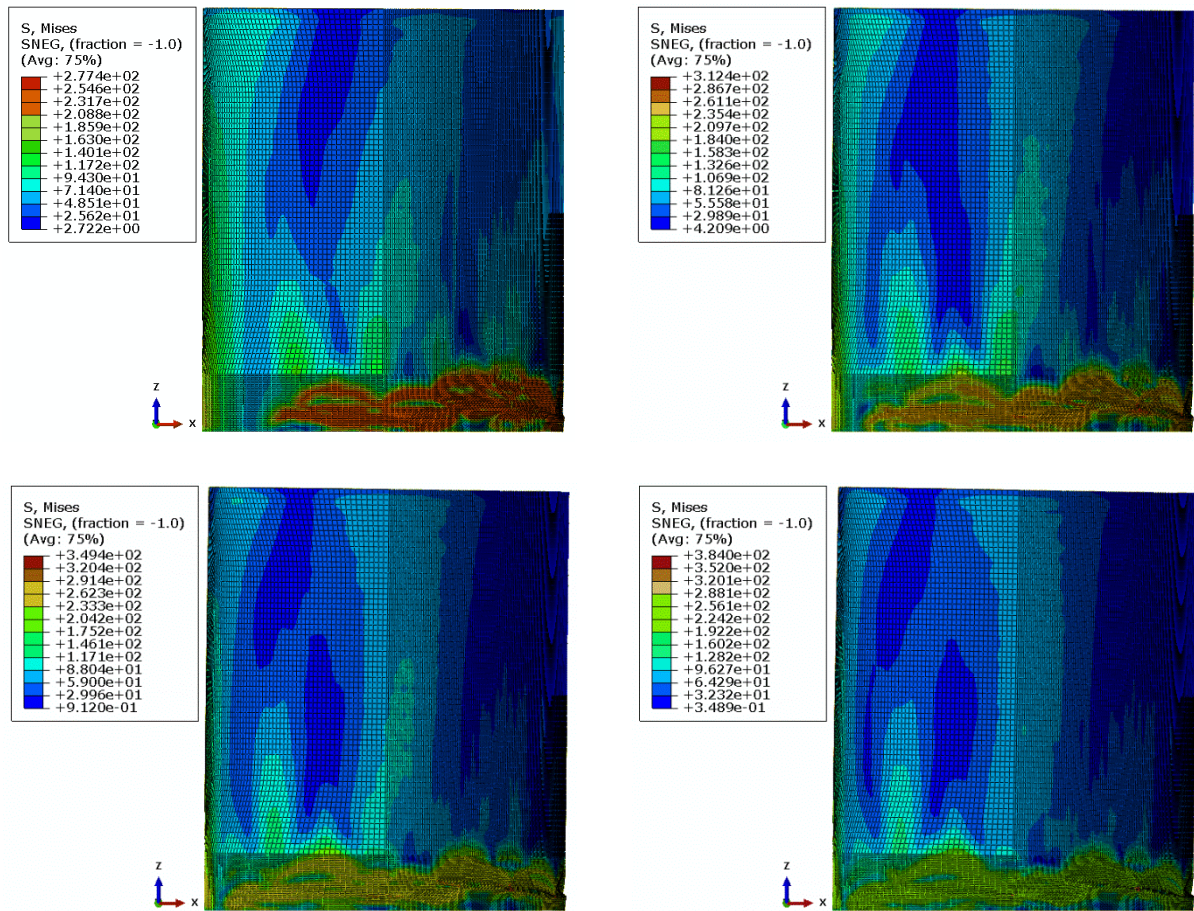 S, Mises
SNEG, (fraction = -1.0)
(Avg: 75%)
+2.774e+02
+2.546e+02
+2.317e+02
+2.088e+02
+1.859e+02
+1.630e+02
+1.401e+02
+1.172e+02
+9.430e+01
+7.140e+01
+4.851e+01
+2.562e+01
+2.722e+00
z
x
S, Mises
SNEG, (fraction = -1.0)
(Avg: 75%)
+3.124e+02
+2.867e+02
+2.611e+02
+2.354e+02
+2.097e+02
+1.840e+02
+1.583e+02
+1.326e+02
+1.069e+02
+8.126e+01
+5.558e+01
+2.989e+01
+4.209e+00
z
x
S, Mises
SNEG, (fraction = -1.0)
(Avg: 75%)
+3.494e+02
+3.204e+02
+2.914e+02
+2.623e+02
+2.333e+02
+2.042e+02
+1.752e+02
+1.461e+02
+1.171e+02
+8.804e+01
+5.900e+01
+2.996e+01
+9.120e-01
z
x
S, Mises
SNEG, (fraction = -1.0)
(Avg: 75%)
+3.840e+02
+3.520e+02
+3.201e+02
+2.881e+02
+2.561e+02
+2.242e+02
+1.922e+02
+1.602e+02
+1.282e+02
+9.627e+01
+6.429e+01
+3.232e+01
+3.489e-01
z
x